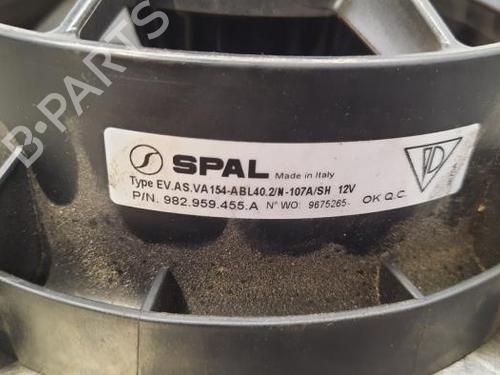 B-PARTS
SPAL Made in Italy
Type EV.AS.VA154-ABL40.2/N-107A/SH 12V
P/N. 982.959.455.A N° WO: 9675265- OK Q.C.